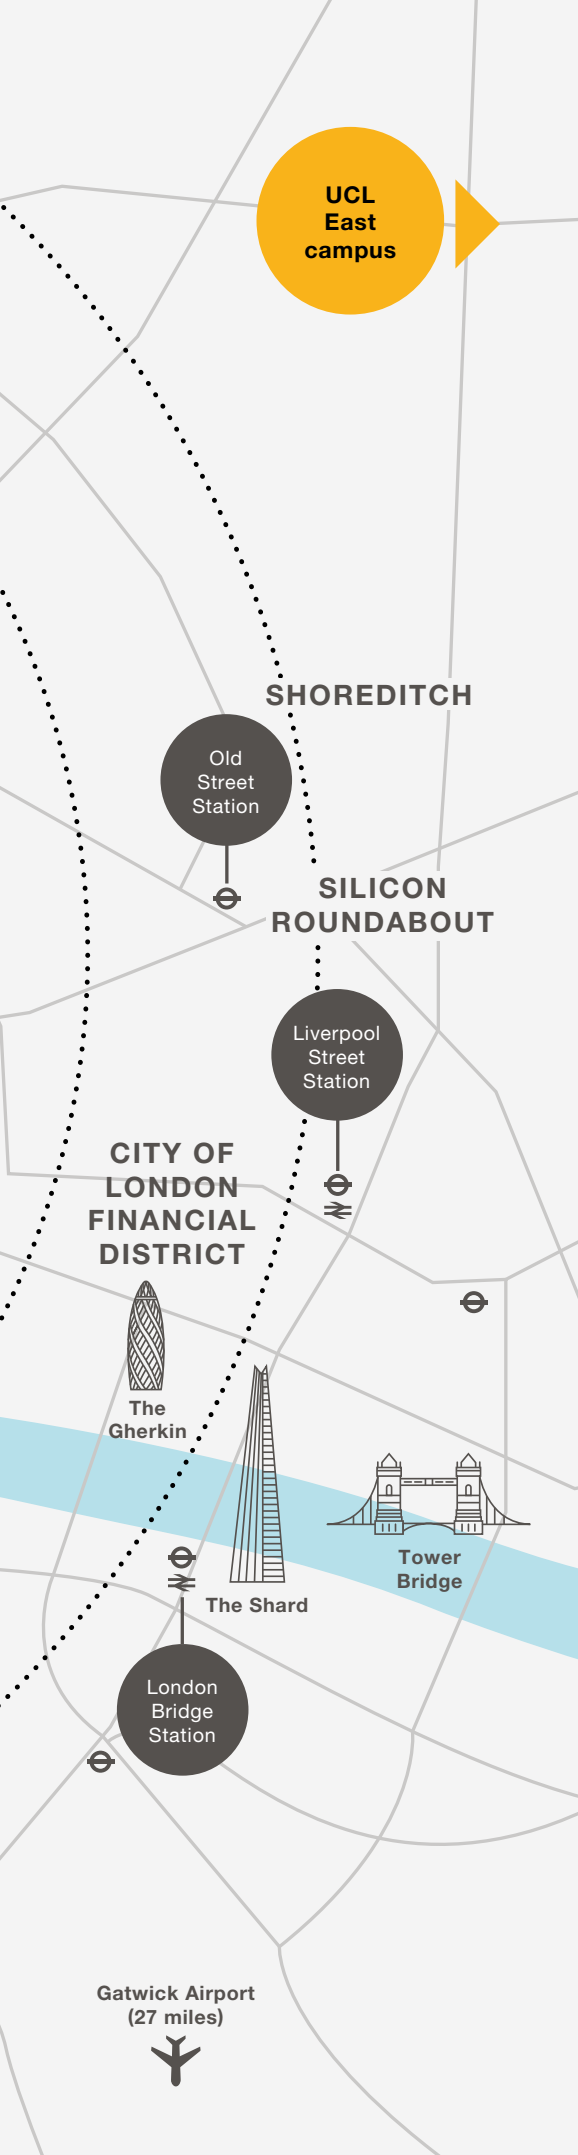 UCL
East
campus
SHOREDITCH
Old
Street
Station
SILICON
ROUNDABOUT
Liverpool
Street
Station
CITY OF
LONDON
FINANCIAL
DISTRICT
The
Gherkin
Tower
Bridge
The Shard
London
Bridge
Station
Gatwick Airport
(27 miles)